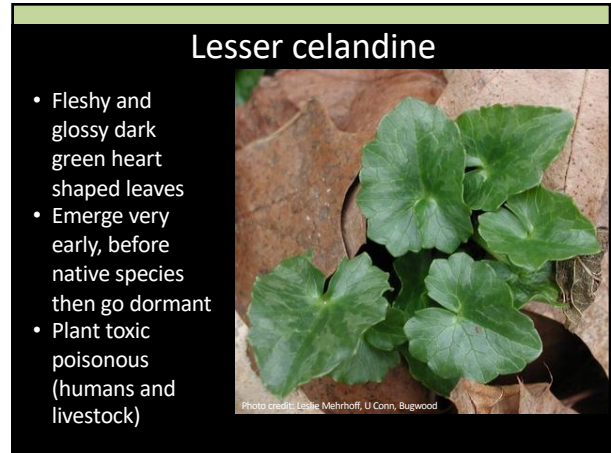 Lesser celandine
• Fleshy and
glossy dark
green heart
shaped leaves
• Emerge very
early, before
native species
then go dormant
• Plant toxic
poisonous
(humans and
livestock)
Photo credit: Leslie Mehrhoff, U Conn, Bugwood